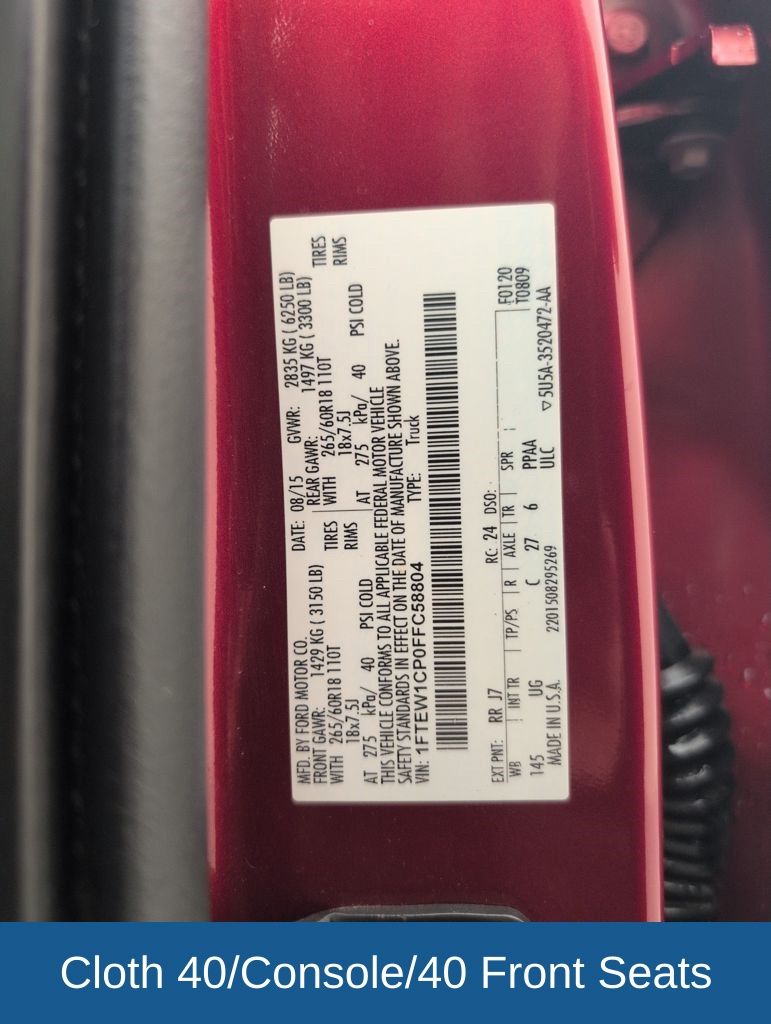 MFD. BY FORD MOTOR CO. DATE: 08/15 GVWR: 2835 KG ( 6250 LB)
FRONT GAWR: 1429 KG ( 3150 LB) REAR GAWR: 1497 KG ( 3300 LB)
WITH 265/60R18 110T TIRES WITH 265/60R18 110T TIRES
18x7.5J RIMS 18x7.5J RIMS
AT 275 kPa/ 40 PSI COLD AT 275 kPa/ 40 PSI COLD
THIS VEHICLE CONFORMS TO ALL APPLICABLE FEDERAL MOTOR VEHICLE
SAFETY STANDARDS IN EFFECT ON THE DATE OF MANUFACTURE SHOWN ABOVE.
VIN: 1FTEW1CP0FFC58804 TYPE: Truck
EXT PNT: RR J7 RC: 24 DSO: F0120
WB INT TR TP/PS R AXLE TR SPR T0809
145 UG C 27 6 PPAA
MADE IN U.S.A. 2201508295269 ULC ▽5U5A-3520472-AA
Cloth 40/Console/40 Front Seats